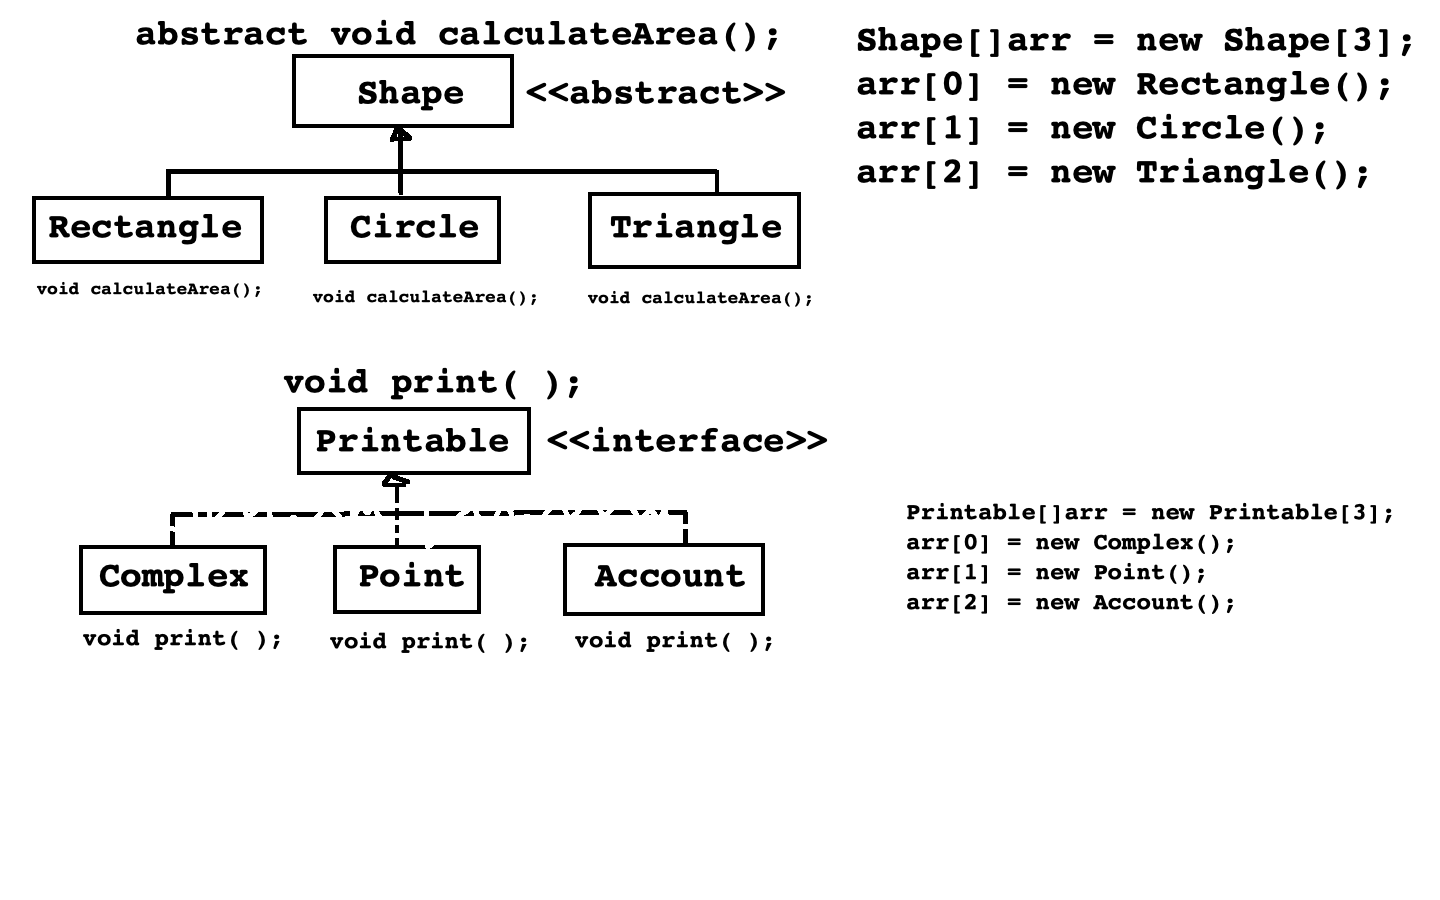 abstract void calculateArea();
Shape <<abstract>>
Rectangle Circle Triangle
void calculateArea(); void calculateArea(); void calculateArea();
Shape[]arr = new Shape[3];
arr[0] = new Rectangle();
arr[1] = new Circle();
arr[2] = new Triangle();
void print( );
Printable <<interface>>
Complex Point Account
void print( ); void print( ); void print( );
Printable[]arr = new Printable[3];
arr[0] = new Complex();
arr[1] = new Point();
arr[2] = new Account();